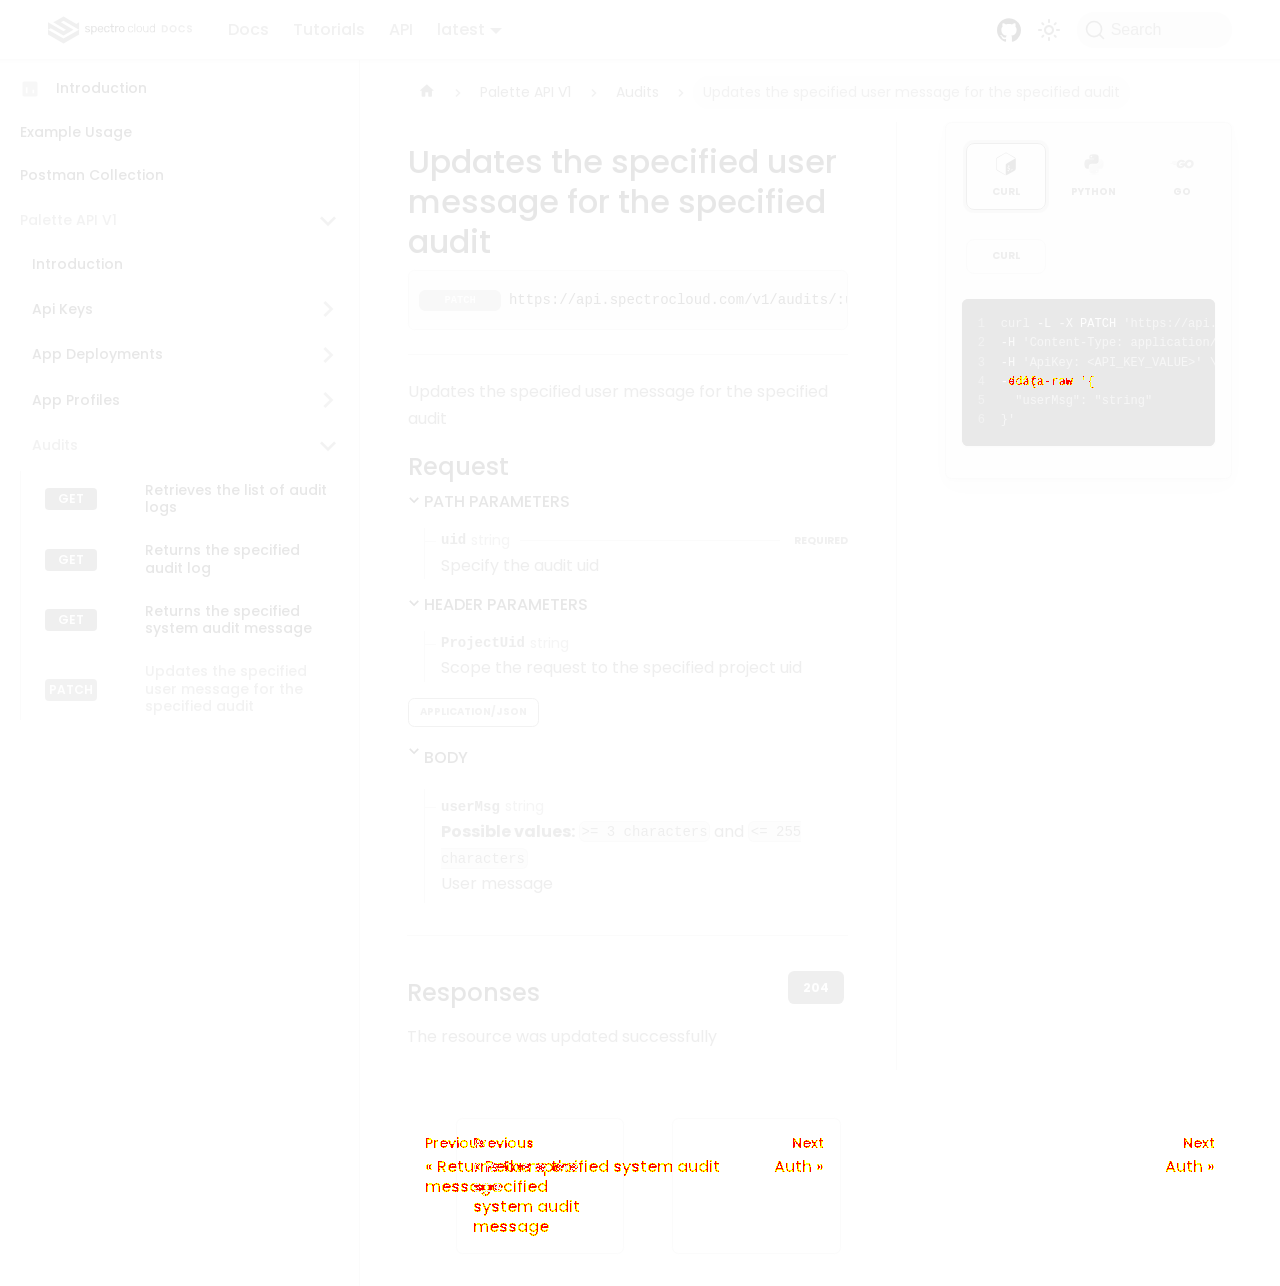 spectro cloud DOCS
Docs Tutorials API latest
Search
Introduction
Example Usage
Postman Collection
Palette API V1
Introduction
Api Keys
App Deployments
App Profiles
Audits
GET Retrieves the list of audit
logs
GET Returns the specified
audit log
GET Returns the specified
system audit message
PATCH Updates the specified
user message for the
specified audit
Palette API V1 Audits Updates the specified user message for the specified audit
Updates the specified user
message for the specified
audit
PATCH https://api.spectrocloud.com/v1/audits/:
Updates the specified user message for the specified
audit
Request
PATH PARAMETERS
uid string REQUIRED
Specify the audit uid
HEADER PARAMETERS
ProjectUid string
Scope the request to the specified project uid
APPLICATION/JSON
BODY
userMsg string
Possible values: >= 3 characters and <= 255
characters
User message
Responses
204
The resource was updated successfully
CURL PYTHON GO
CURL
1 curl -L -X PATCH 'https://api.
2 -H 'Content-Type: application/
3 -H 'ApiKey: <API_KEY_VALUE>' \
4 data-raw '{
5 "userMsg": "string"
6 }'
Previous Previous Next Next
system audit Auth » Auth »
system audit
message